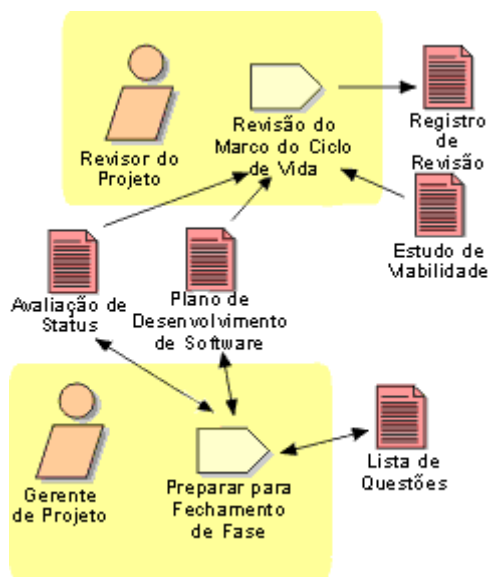 Revisor do
Projeto
Revisão do
Marco do Ciclo
de Vida
Registro
de
Revisão
Estudo de
Viabilidade
Avaliação de
Status
Plano de
Desenvolvimento
de Software
Gerente
de Projeto
Preparar para
Fechamento
de Fase
Lista de
Questões